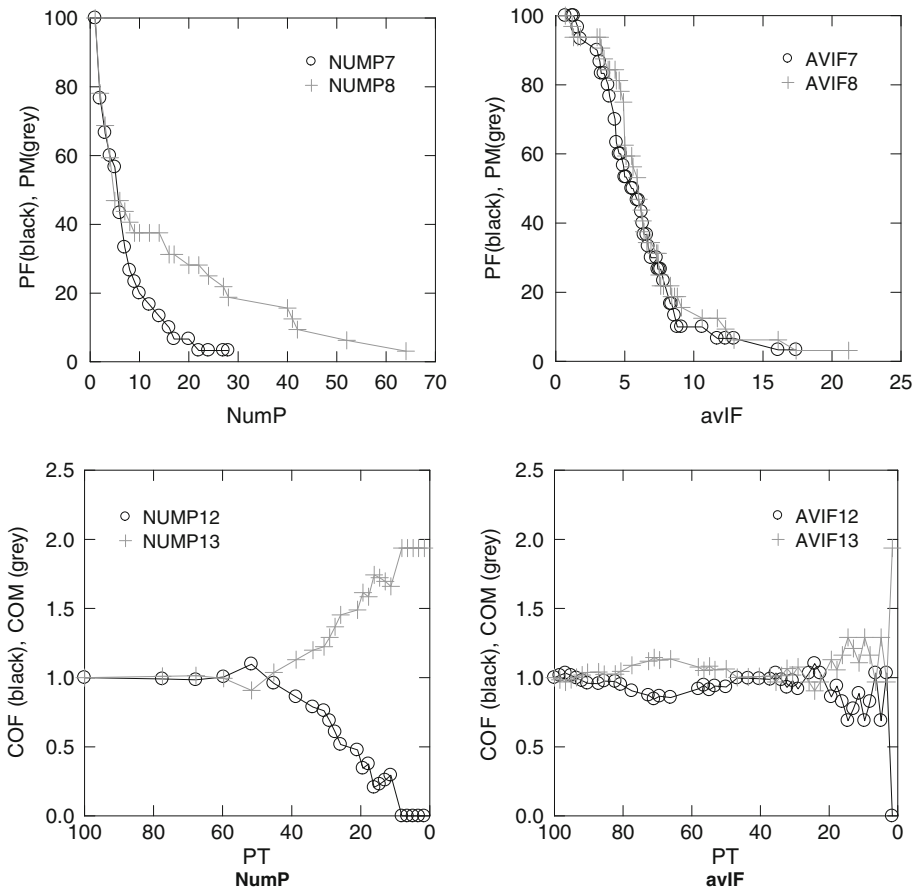 PF(black), PM(grey)
100
80
60
40
20
0
NUMP7
NUMP8
0 10 20 30 40 50 60 70
NumP
PF(black), PM(grey)
100
80
60
40
20
0
AVIF7
AVIF8
0 5 10 15 20 25
avIF
COF (black), COM (grey)
2.5
2.0
1.5
1.0
0.5
0.0
NUMP12
NUMP13
100 80 60 40 20 0
PT
NumP
COF (black), COM (grey)
2.5
2.0
1.5
1.0
0.5
0.0
AVIF12
AVIF13
100 80 60 40 20 0
PT
avIF